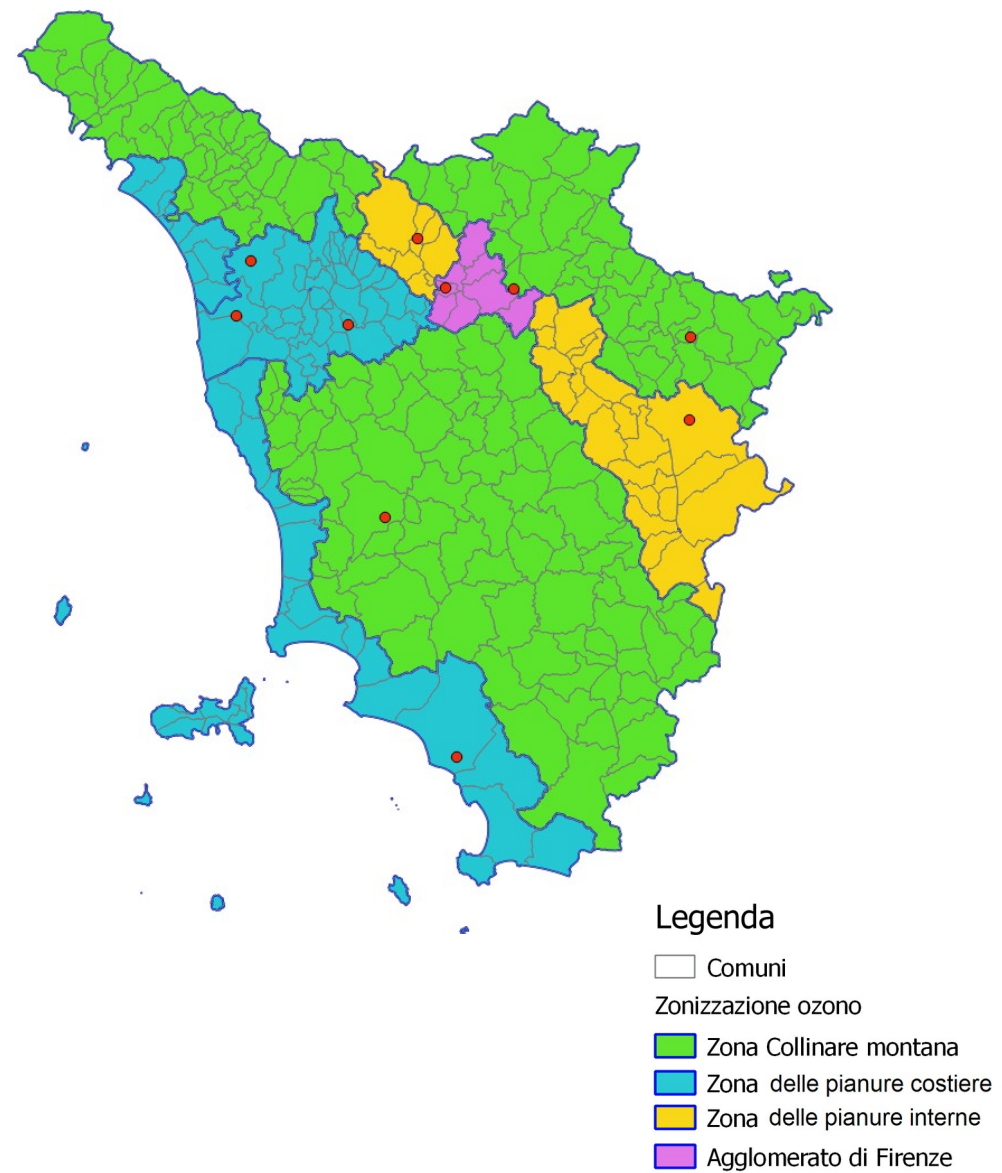 Legenda
Comuni
Zonizzazione ozono
Zona Collinare montana
Zona delle pianure costiere
Zona delle pianure interne
Agglomerato di Firenze